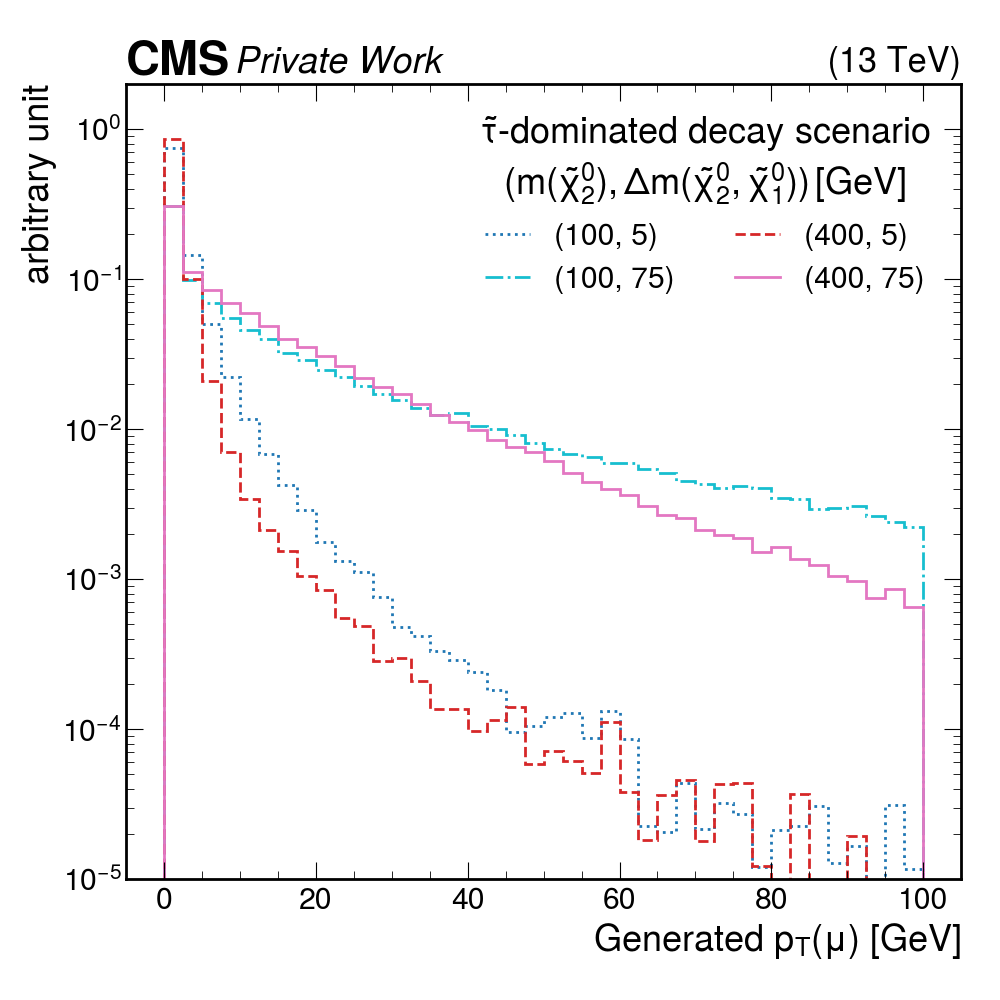 CMS Private Work (13 TeV)
arbitrary unit
10⁰
10⁻¹
10⁻²
10⁻³
10⁻⁴
10⁻⁵
τ̃-dominated decay scenario
(m(χ̃₂⁰), Δm(χ̃₂⁰, χ̃₁⁰)) [GeV]
(100, 5) (400, 5)
(100, 75) (400, 75)
0 20 40 60 80 100
Generated p_T(μ) [GeV]